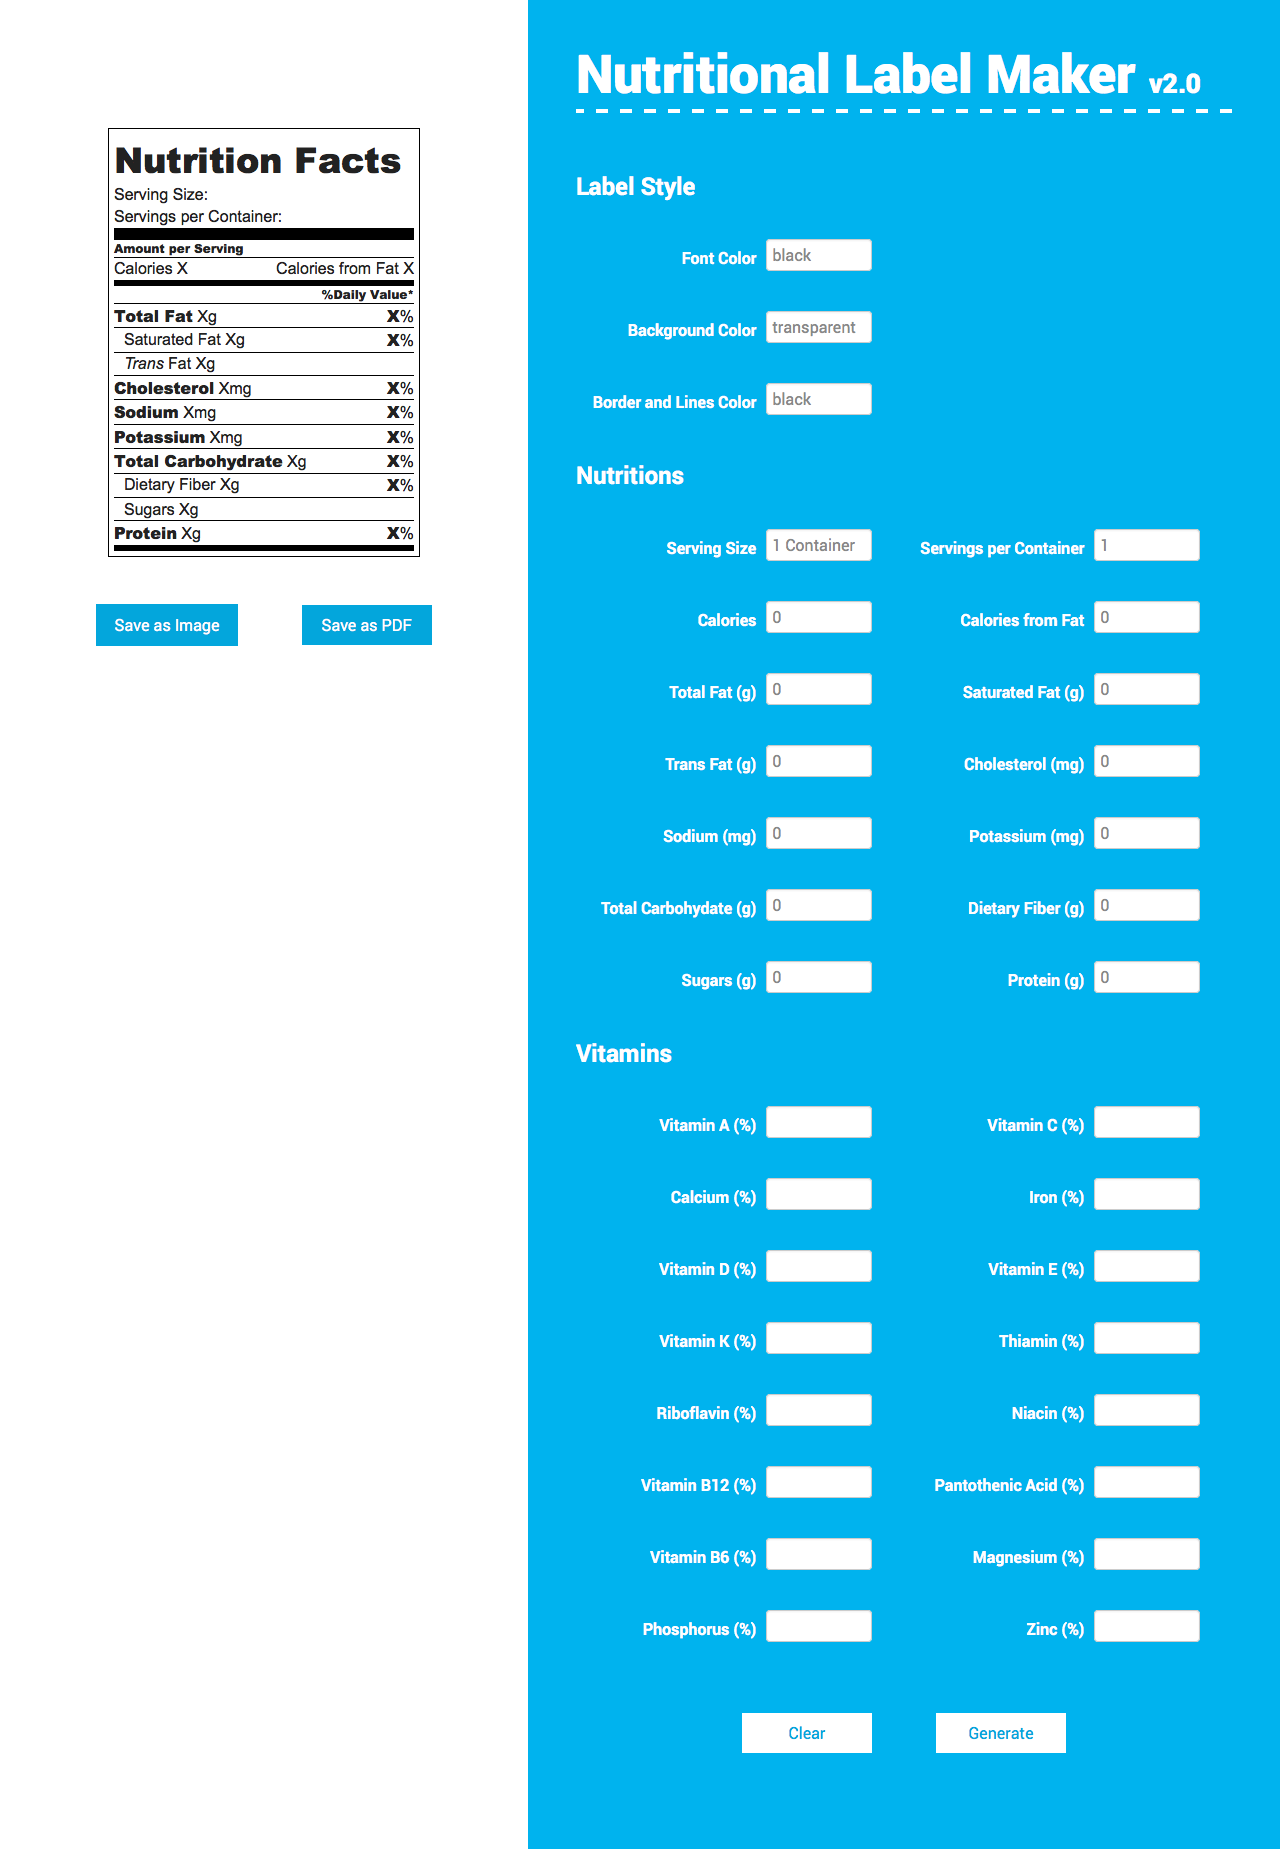 Nutrition Facts
Serving Size:
Servings per Container:
Amount per Serving
Calories X Calories from Fat X
%Daily Value*
Total Fat Xg X%
Saturated Fat Xg X%
Trans Fat Xg
Cholesterol Xmg X%
Sodium Xmg X%
Potassium Xmg X%
Total Carbohydrate Xg X%
Dietary Fiber Xg X%
Sugars Xg
Protein Xg X%
Save as Image Save as PDF
Nutritional Label Maker v2.0
Label Style
Font Color black
Background Color transparent
Border and Lines Color black
Nutritions
Serving Size 1 Container Servings per Container 1
Calories 0 Calories from Fat 0
Total Fat (g) 0 Saturated Fat (g) 0
Trans Fat (g) 0 Cholesterol (mg) 0
Sodium (mg) 0 Potassium (mg) 0
Total Carbohydate (g) 0 Dietary Fiber (g) 0
Sugars (g) 0 Protein (g) 0
Vitamins
Vitamin A (%) Vitamin C (%)
Calcium (%) Iron (%)
Vitamin D (%) Vitamin E (%)
Vitamin K (%) Thiamin (%)
Riboflavin (%) Niacin (%)
Vitamin B12 (%) Pantothenic Acid (%)
Vitamin B6 (%) Magnesium (%)
Phosphorus (%) Zinc (%)
Clear Generate